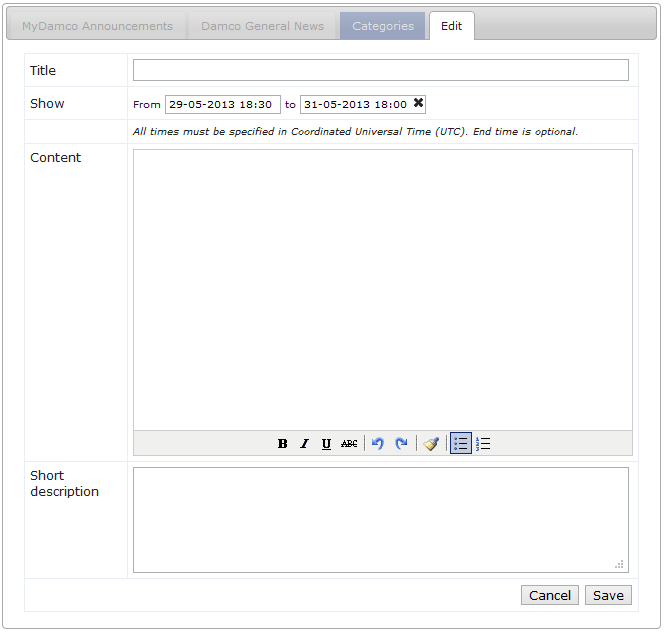 MyDamco Announcements Damco General News Categories Edit
Title
Show From 29-05-2013 18:30 to 31-05-2013 18:00
All times must be specified in Coordinated Universal Time (UTC). End time is optional.
Content
B I U ABC
Short
description
Cancel Save